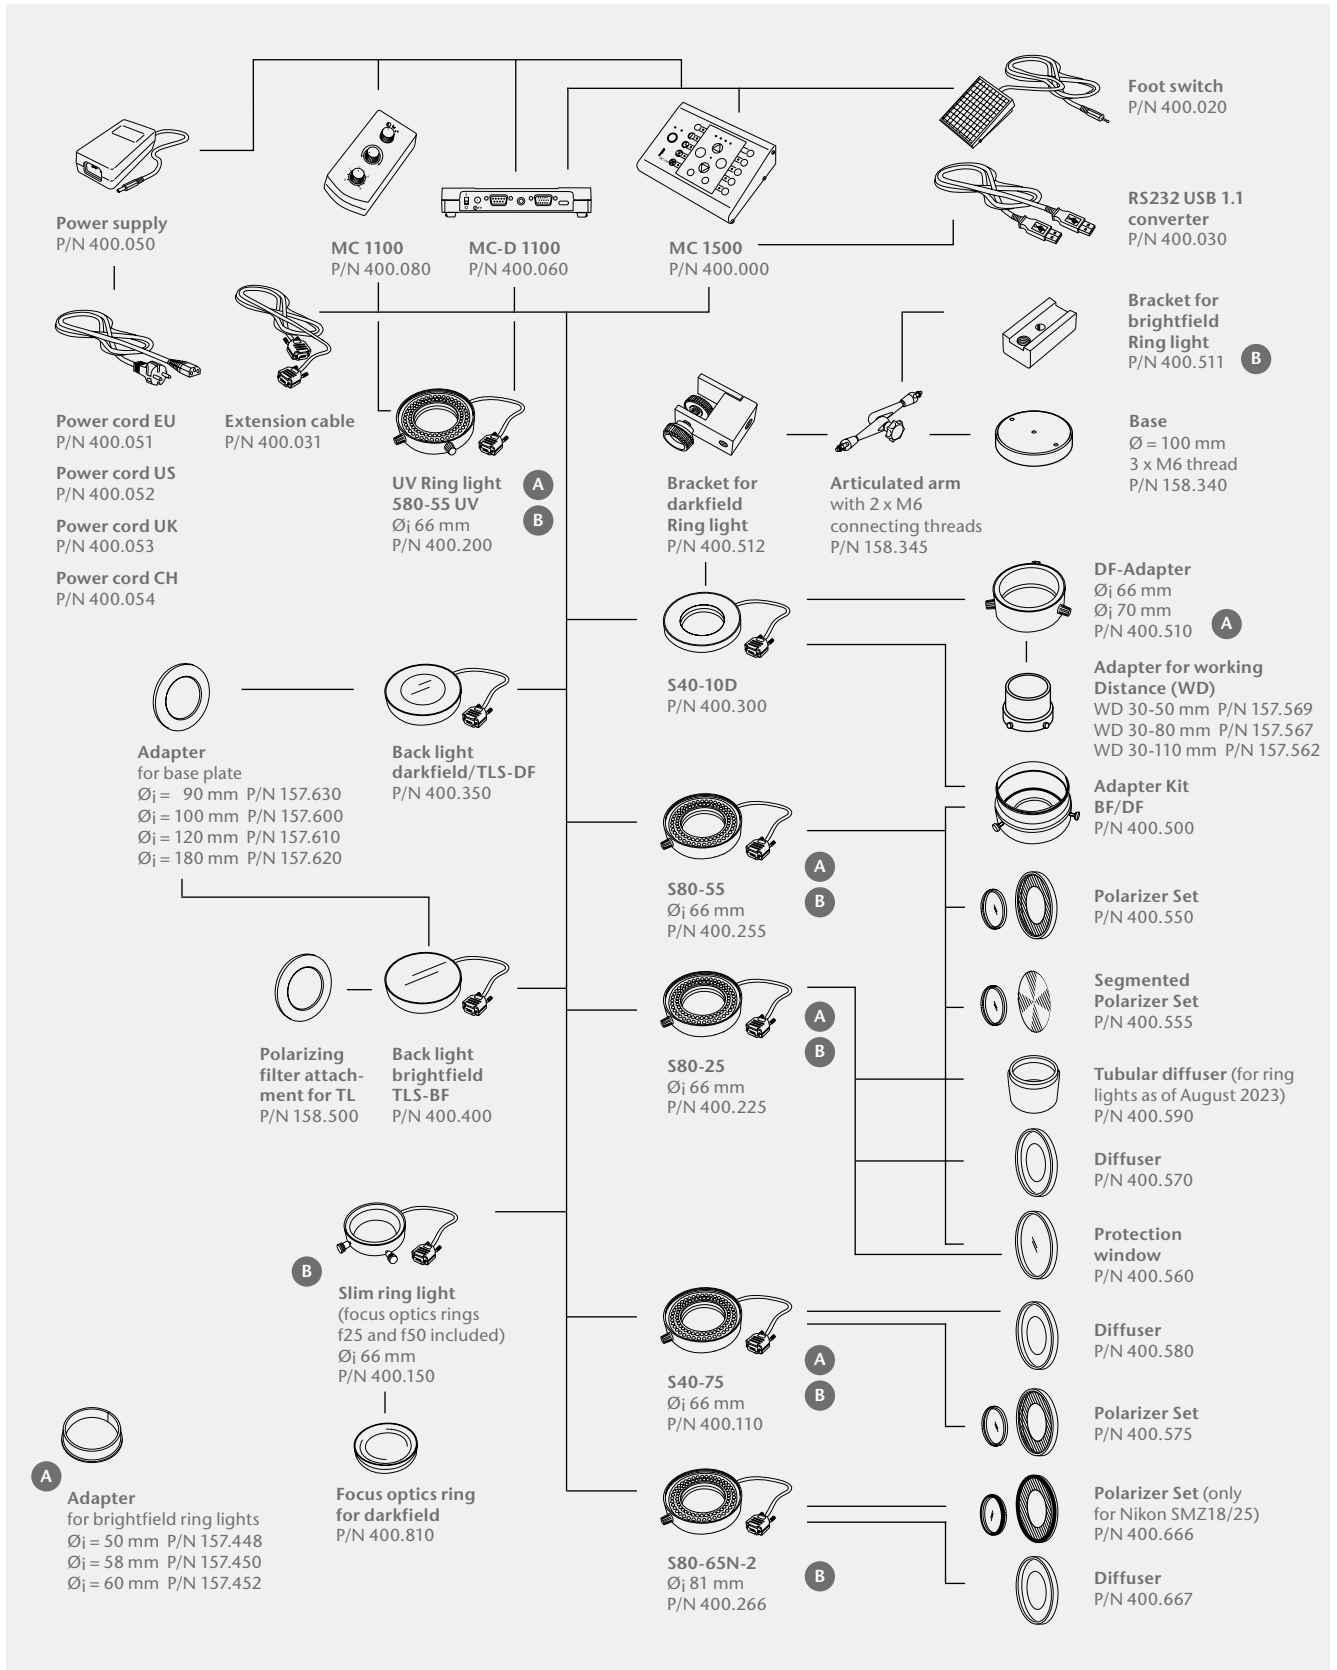 Foot switch
P/N 400.020
RS232 USB 1.1
converter
P/N 400.030
Power supply
P/N 400.050
MC 1100
P/N 400.080
MC-D 1100
P/N 400.060
MC 1500
P/N 400.000
Bracket for
brightfield
Ring light
P/N 400.511
B
Power cord EU
P/N 400.051
Power cord US
P/N 400.052
Power cord UK
P/N 400.053
Power cord CH
P/N 400.054
Extension cable
P/N 400.031
UV Ring light
580-55 UV
Øi 66 mm
P/N 400.200
A
B
Bracket for
darkfield
Ring light
P/N 400.512
Articulated arm
with 2 x M6
connecting threads
P/N 158.345
Base
Ø = 100 mm
3 x M6 thread
P/N 158.340
DF-Adapter
Øi 66 mm
Øi 70 mm
P/N 400.510
A
S40-10D
P/N 400.300
Adapter for working
Distance (WD)
WD 30-50 mm P/N 157.569
WD 30-80 mm P/N 157.567
WD 30-110 mm P/N 157.562
Adapter
for base plate
Øi = 90 mm P/N 157.630
Øi = 100 mm P/N 157.600
Øi = 120 mm P/N 157.610
Øi = 180 mm P/N 157.620
Back light
darkfield/TLS-DF
P/N 400.350
Adapter Kit
BF/DF
P/N 400.500
S80-55
Øi 66 mm
P/N 400.255
A
B
Polarizer Set
P/N 400.550
Segmented
Polarizer Set
P/N 400.555
Polarizing
filter attach-
ment for TL
P/N 158.500
Back light
brightfield
TLS-BF
P/N 400.400
S80-25
Øi 66 mm
P/N 400.225
A
B
Tubular diffuser (for ring
lights as of August 2023)
P/N 400.590
Diffuser
P/N 400.570
Protection
window
P/N 400.560
B
Slim ring light
(focus optics rings
f25 and f50 included)
Øi 66 mm
P/N 400.150
S40-75
Øi 66 mm
P/N 400.110
A
B
Diffuser
P/N 400.580
Polarizer Set
P/N 400.575
A
Adapter
for brightfield ring lights
Øi = 50 mm P/N 157.448
Øi = 58 mm P/N 157.450
Øi = 60 mm P/N 157.452
Focus optics ring
for darkfield
P/N 400.810
S80-65N-2
Øi 81 mm
P/N 400.266
B
Polarizer Set (only
for Nikon SMZ18/25)
P/N 400.666
Diffuser
P/N 400.667